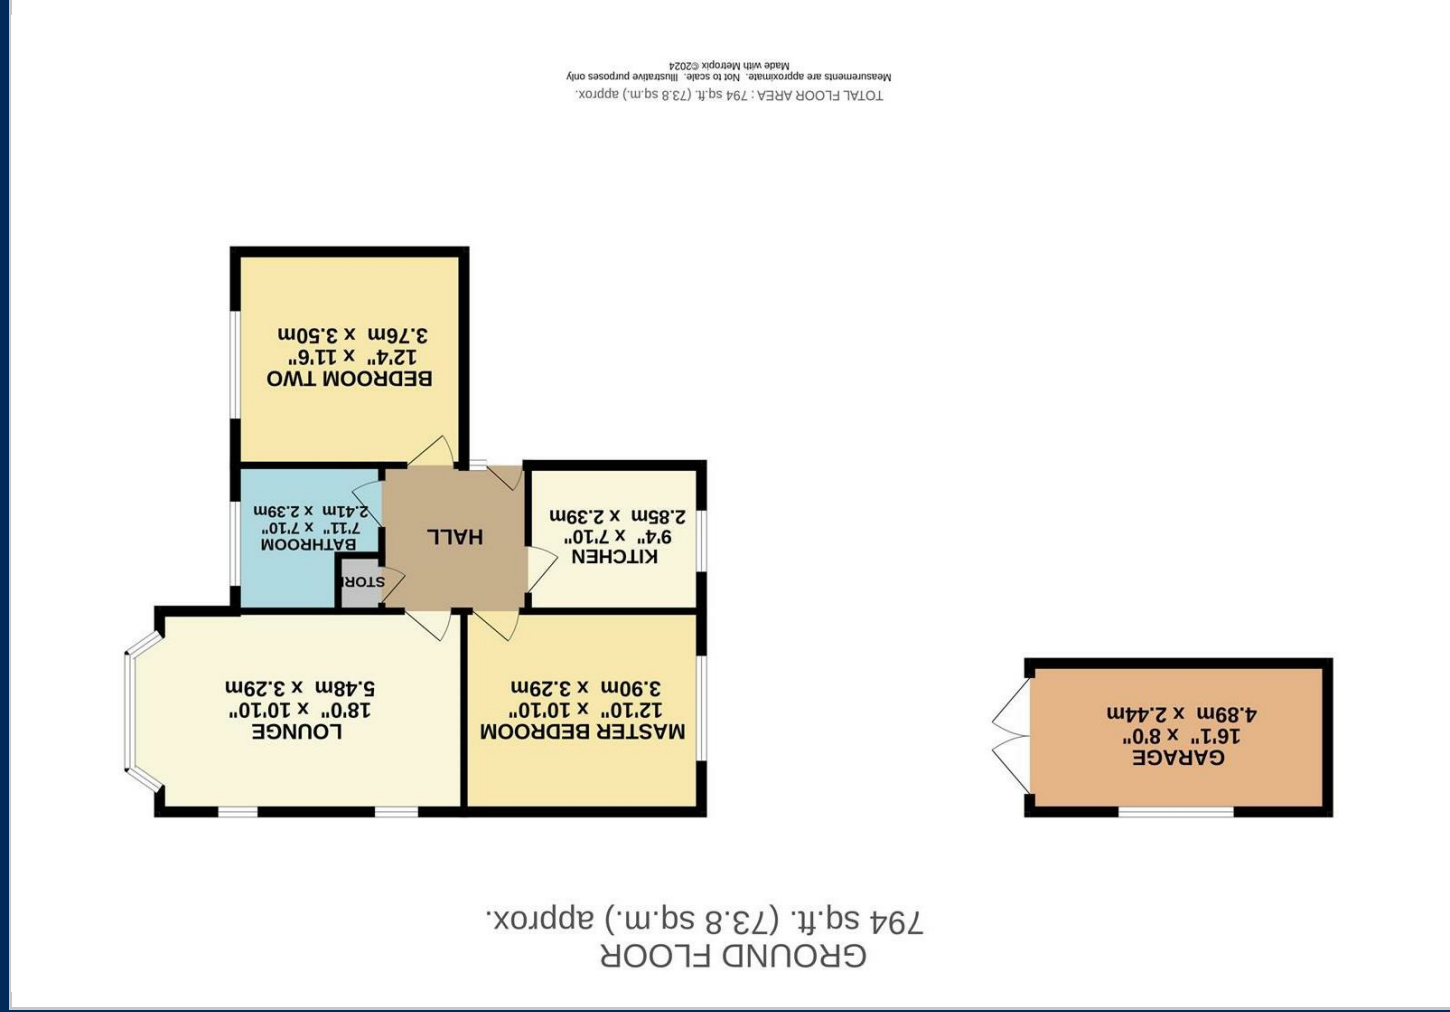 GROUND FLOOR
794 sq.ft. (73.8 sq.m.) approx.
GARAGE
16'1" x 8'0"
4.89m x 2.44m
MASTER BEDROOM
12'10" x 10'10"
3.90m x 3.29m
LOUNGE
18'0" x 10'10"
5.48m x 3.29m
STOR
KITCHEN
9'4" x 7'10"
2.85m x 2.39m
HALL
BATHROOM
7'11" x 7'10"
2.41m x 2.39m
BEDROOM TWO
12'4" x 11'6"
3.76m x 3.50m
TOTAL FLOOR AREA : 794 sq.ft. (73.8 sq.m.) approx.
Measurements are approximate. Not to scale. Illustrative purposes only
Made with Metropix ©2024